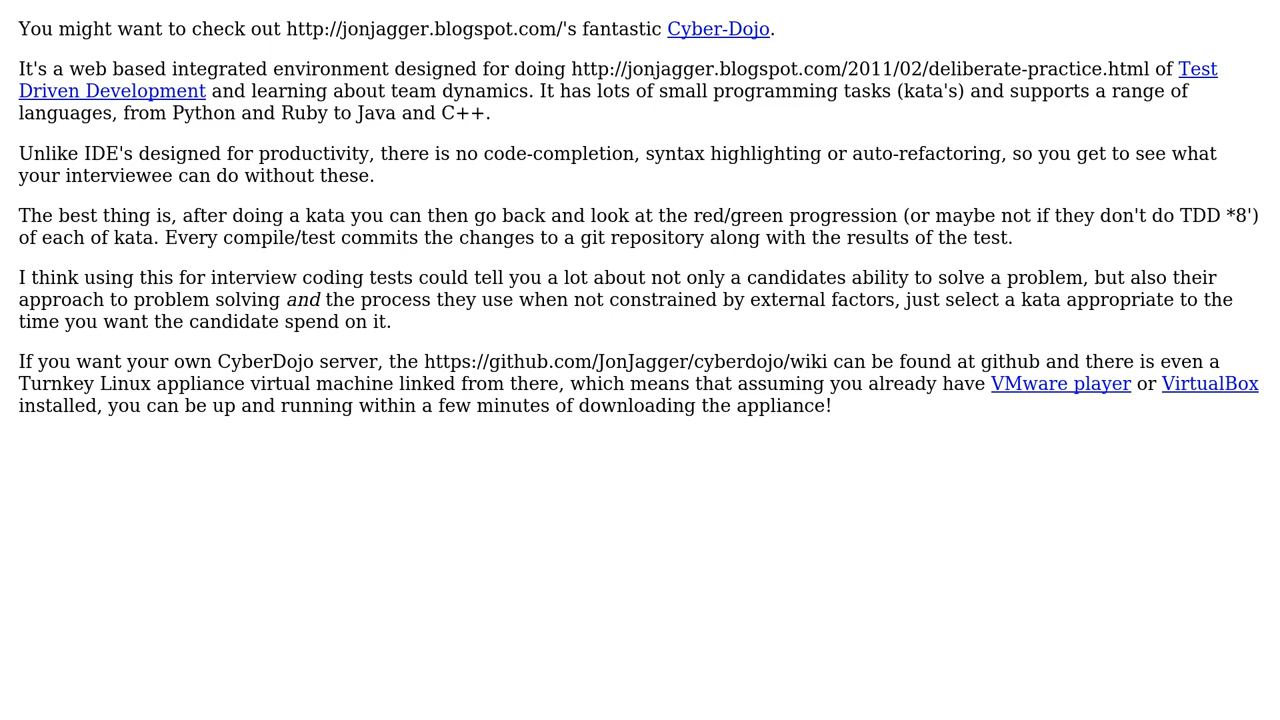 You might want to check out http://jonjagger.blogspot.com/'s fantastic Cyber-Dojo.
It's a web based integrated environment designed for doing http://jonjagger.blogspot.com/2011/02/deliberate-practice.html of Test
Driven Development and learning about team dynamics. It has lots of small programming tasks (kata's) and supports a range of
languages, from Python and Ruby to Java and C++.
Unlike IDE's designed for productivity, there is no code-completion, syntax highlighting or auto-refactoring, so you get to see what
your interviewee can do without these.
The best thing is, after doing a kata you can then go back and look at the red/green progression (or maybe not if they don't do TDD *8')
of each of kata. Every compile/test commits the changes to a git repository along with the results of the test.
I think using this for interview coding tests could tell you a lot about not only a candidates ability to solve a problem, but also their
approach to problem solving and the process they use when not constrained by external factors, just select a kata appropriate to the
time you want the candidate spend on it.
If you want your own CyberDojo server, the https://github.com/JonJagger/cyberdojo/wiki can be found at github and there is even a
Turnkey Linux appliance virtual machine linked from there, which means that assuming you already have VMware player or VirtualBox
installed, you can be up and running within a few minutes of downloading the appliance!